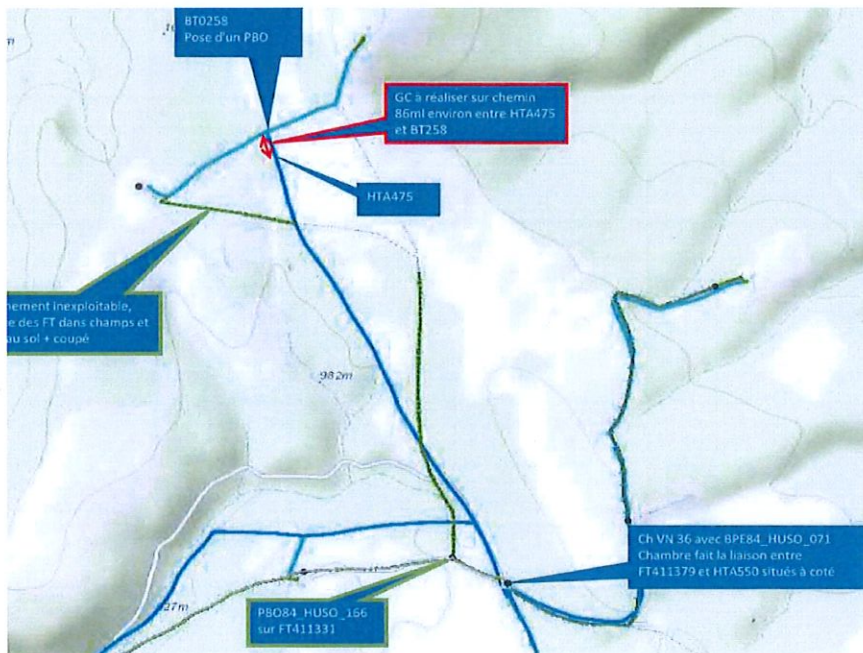 BT0258
Pose d'un PBO
GC à réaliser sur chemin
86ml environ entre HTA475
et BT258
HTA475
nement inexploitable,
e des FT dans champs et
au sol + coupé
982m
Ch VN 36 avec BPE84_HUSO_071
Chambre fait la liaison entre
FT411379 et HTA550 situés à coté
PBO84_HUSO_166
sur FT411331
927m